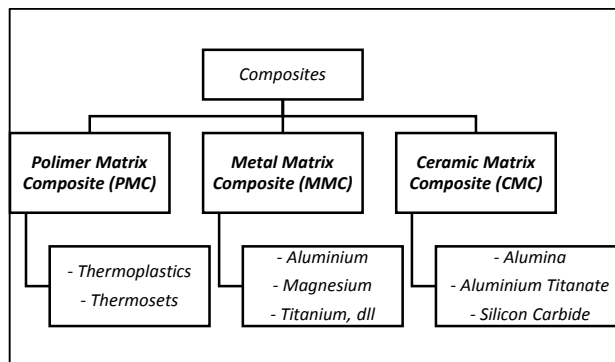 Composites
Polimer Matrix
Composite (PMC)
Metal Matrix
Composite (MMC)
Ceramic Matrix
Composite (CMC)
- Thermoplastics
- Thermosets
- Aluminium
- Magnesium
- Titanium, dll
- Alumina
- Aluminium Titanate
- Silicon Carbide